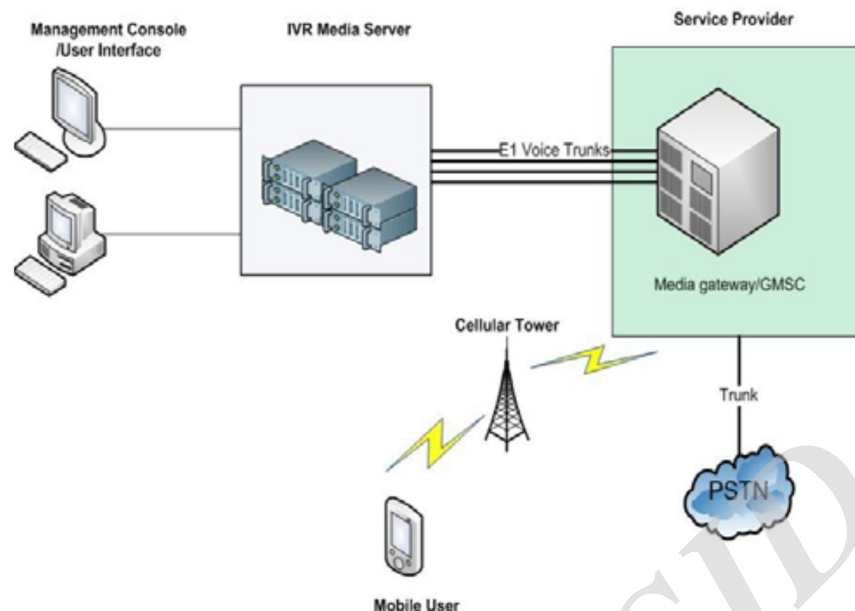 Management Console
/User Interface
IVR Media Server
Service Provider
E1 Voice Trunks
Media gateway/GMSC
Cellular Tower
Trunk
PSTN
Mobile User